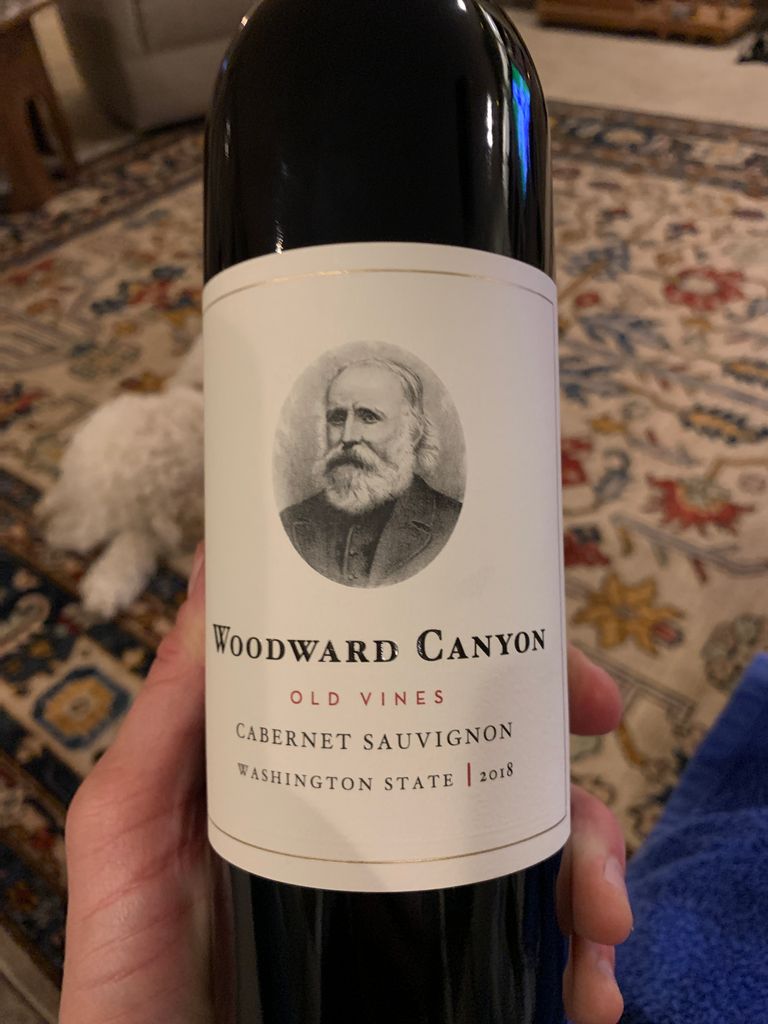 WOODWARD CANYON
OLD VINES
CABERNET SAUVIGNON
WASHINGTON STATE | 2018